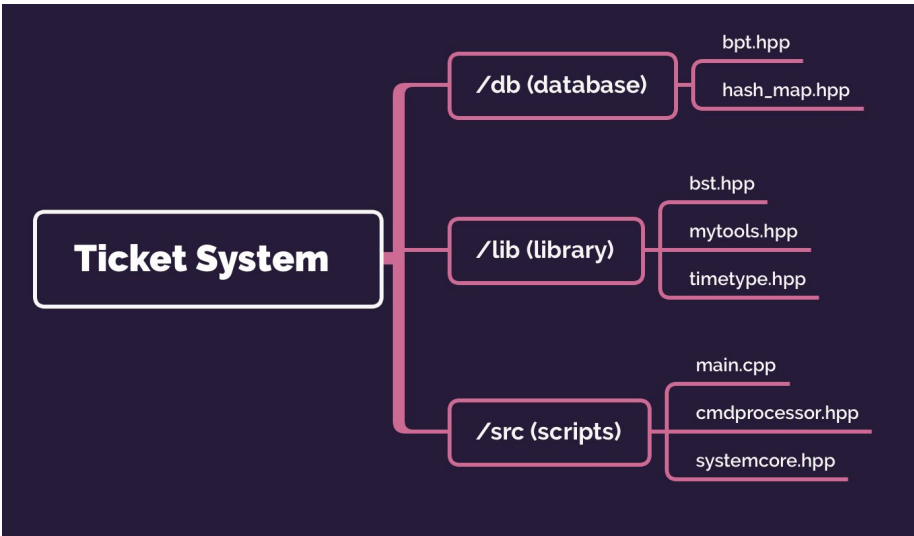 Ticket System
/db (database)
bpt.hpp
hash_map.hpp
/lib (library)
bst.hpp
mytools.hpp
timetype.hpp
/src (scripts)
main.cpp
cmdprocessor.hpp
systemcore.hpp